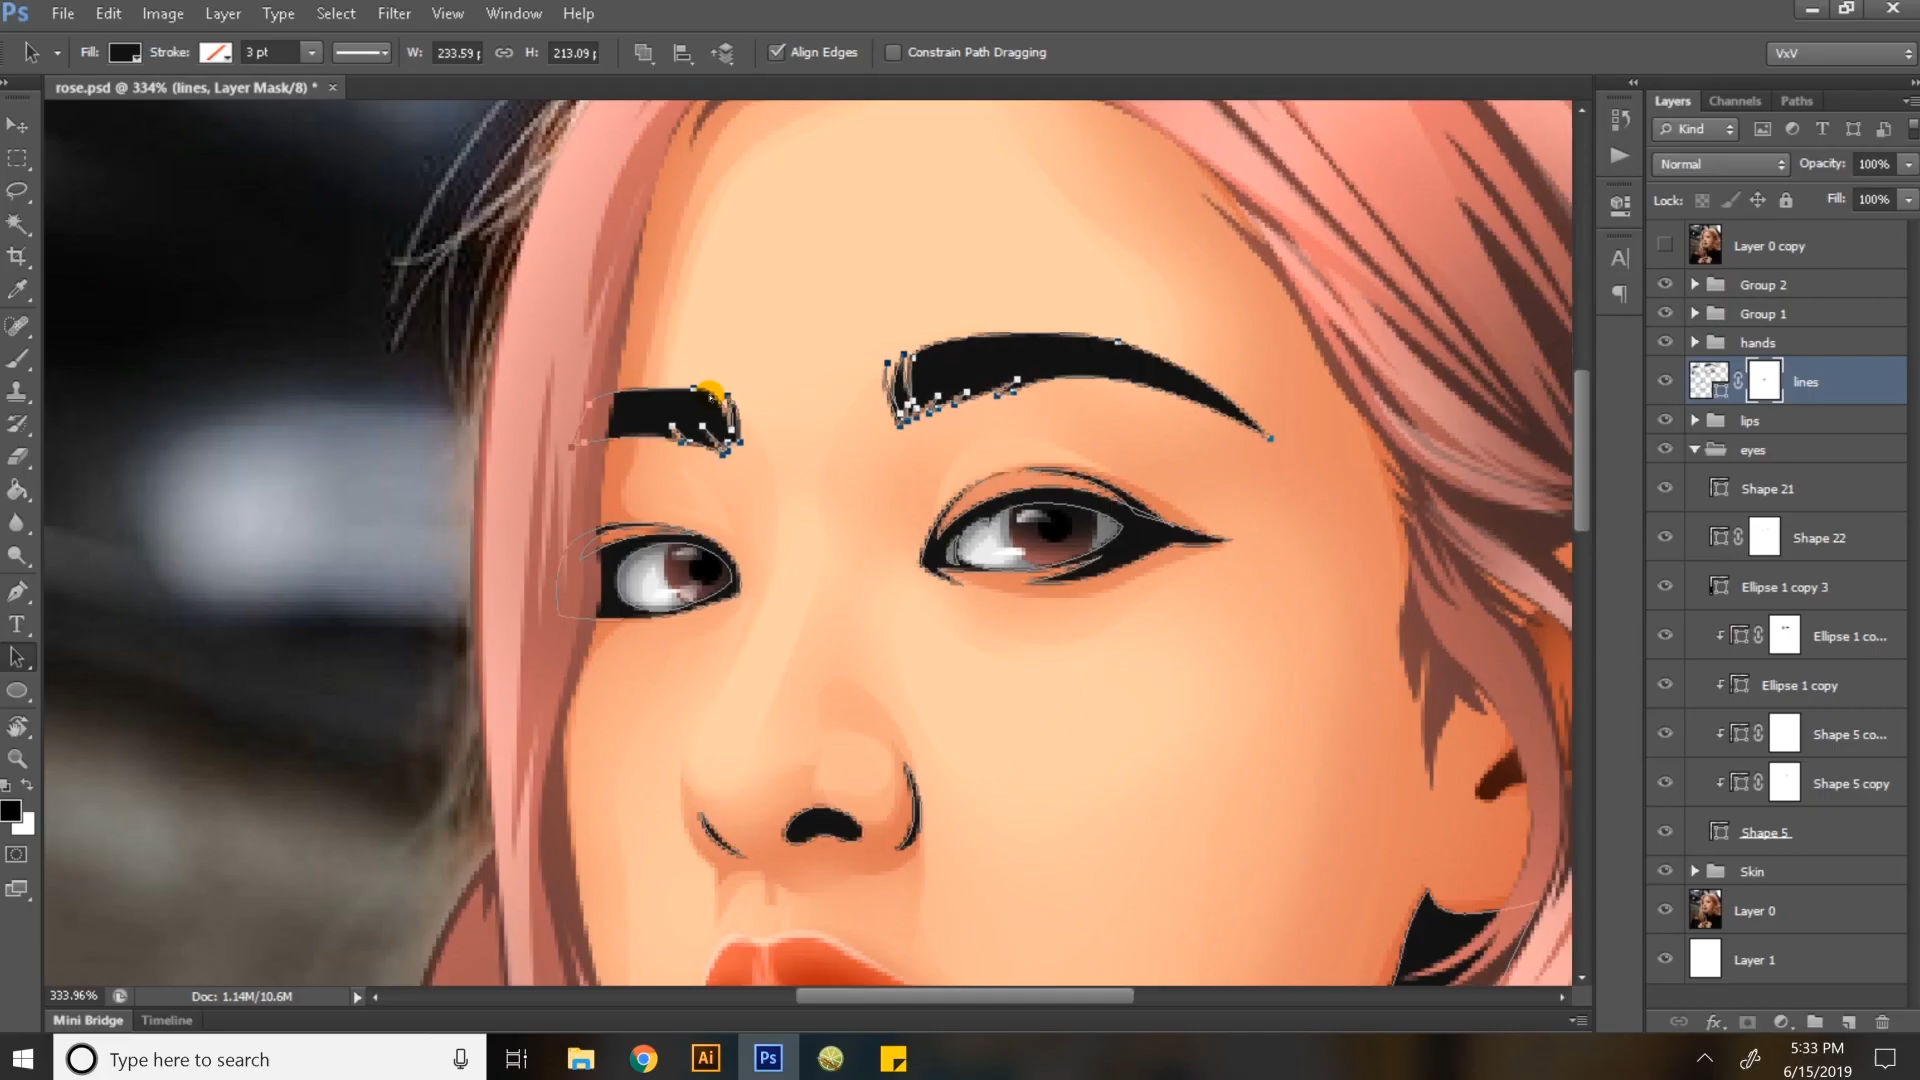 Ps File Edit Image Layer Type Select Filter View Window Help
Fill: Stroke: 3 pt W: 233.59 H: 213.09 Align Edges Constrain Path Dragging VxV
rose.psd @ 334% (lines, Layer Mask/8) * ×
Layers Channels Paths
Kind
Normal Opacity: 100%
Lock: Fill: 100%
Layer 0 copy
Group 2
Group 1
hands
lines
lips
eyes
Shape 21
Shape 22
Ellipse 1 copy 3
Ellipse 1 co...
Ellipse 1 copy
Shape 5 co...
Shape 5 copy
Shape 5
Skin
Layer 0
Layer 1
333.96% Doc: 1.14M/10.6M
Mini Bridge Timeline
Type here to search Ai Ps 5:33 PM
6/15/2019